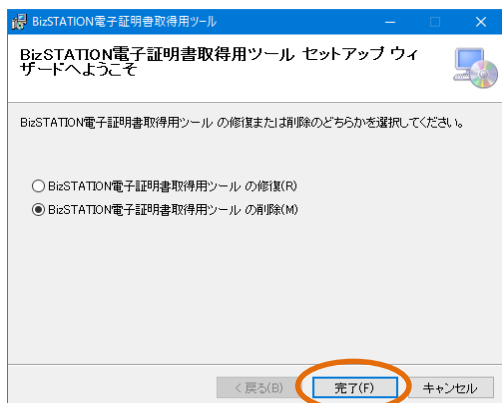 BizSTATION電子証明書取得用ツール
BizSTATION電子証明書取得用ツール セットアップ ウィ
ザードへようこそ
BizSTATION電子証明書取得用ツール の修復または削除のどちらかを選択してください。
BizSTATION電子証明書取得用ツール の修復(R)
BizSTATION電子証明書取得用ツール の削除(M)
< 戻る(B) 完了(F) キャンセル